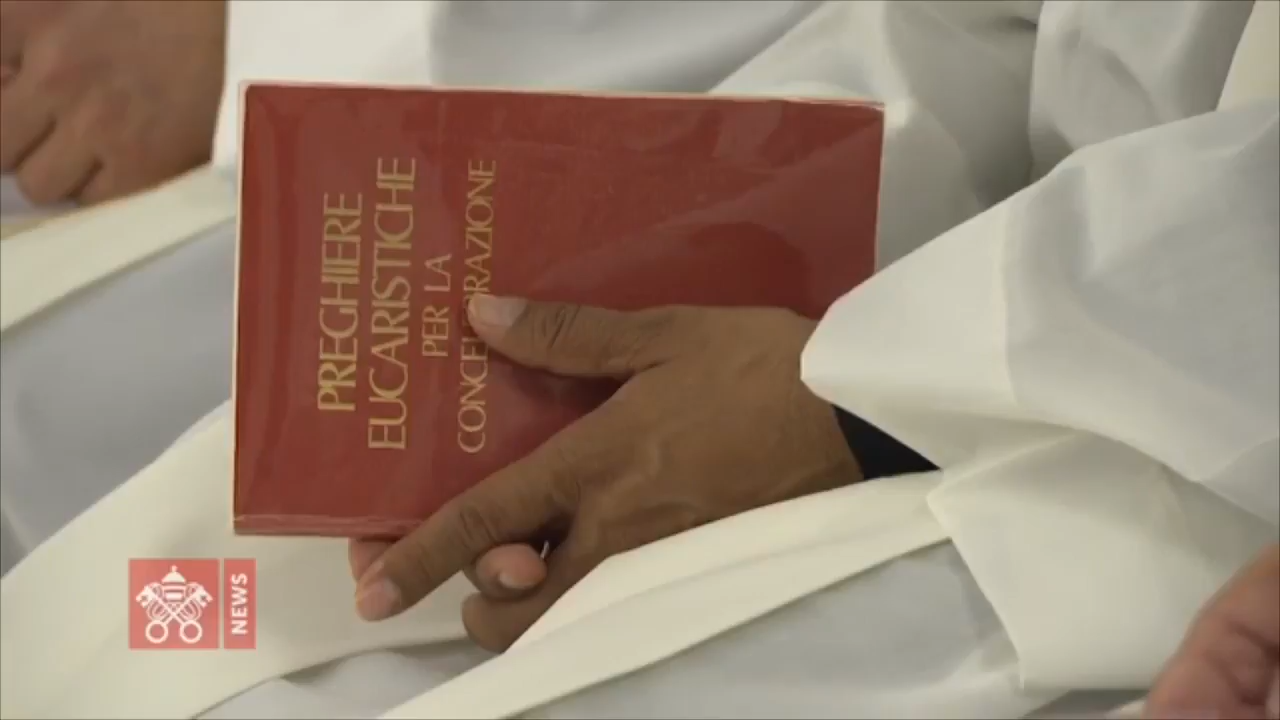 PREGHIERE
EUCARISTICHE
PER LA
CONCELEBRAZIONE
NEWS